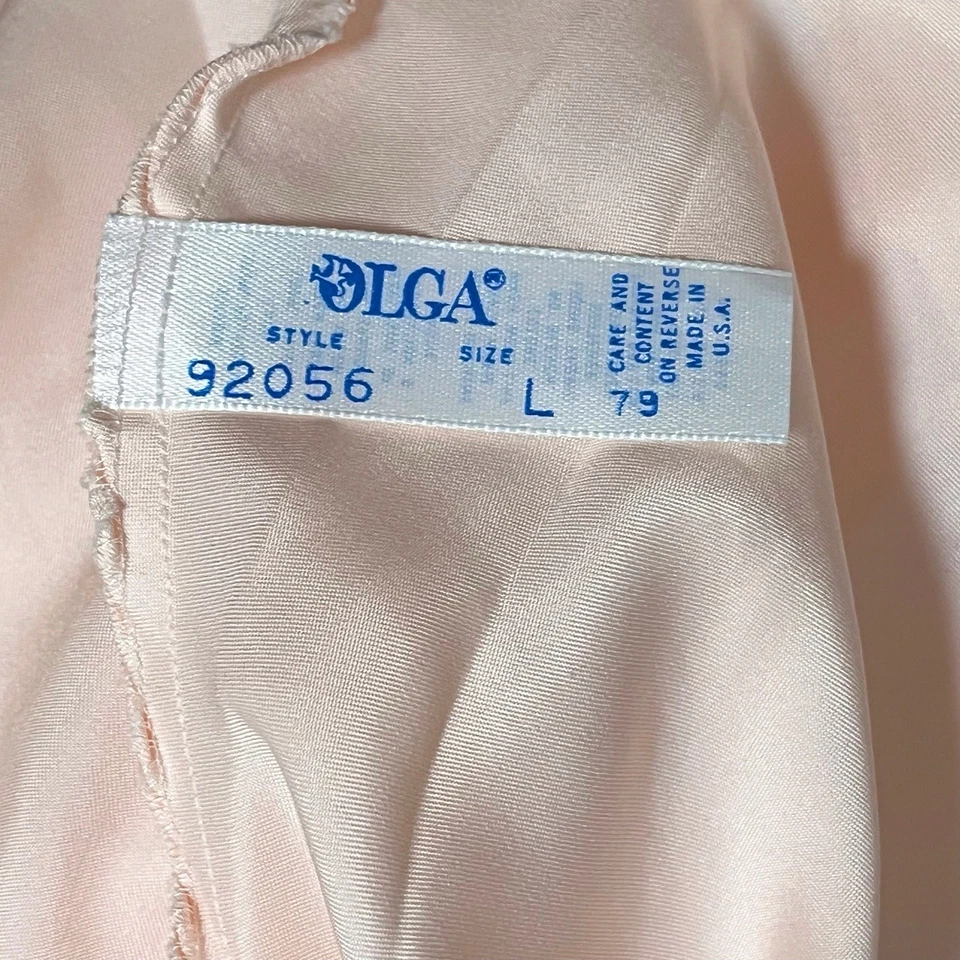 OLGA®
STYLE
92056
SIZE
L
79
CARE AND
CONTENT
ON REVERSE
MADE IN
U.S.A.